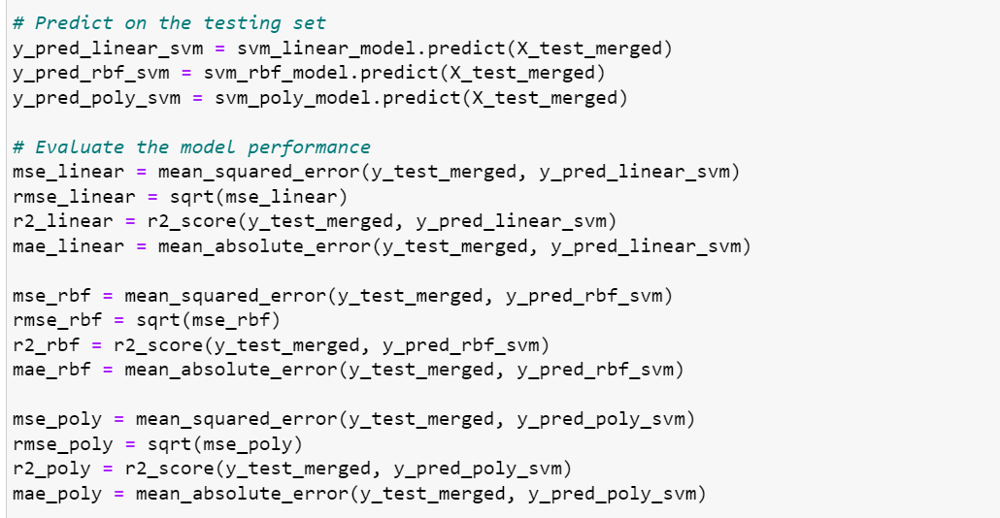 # Predict on the testing set
y_pred_linear_svm = svm_linear_model.predict(X_test_merged)
y_pred_rbf_svm = svm_rbf_model.predict(X_test_merged)
y_pred_poly_svm = svm_poly_model.predict(X_test_merged)
# Evaluate the model performance
mse_linear = mean_squared_error(y_test_merged, y_pred_linear_svm)
rmse_linear = sqrt(mse_linear)
r2_linear = r2_score(y_test_merged, y_pred_linear_svm)
mae_linear = mean_absolute_error(y_test_merged, y_pred_linear_svm)
mse_rbf = mean_squared_error(y_test_merged, y_pred_rbf_svm)
rmse_rbf = sqrt(mse_rbf)
r2_rbf = r2_score(y_test_merged, y_pred_rbf_svm)
mae_rbf = mean_absolute_error(y_test_merged, y_pred_rbf_svm)
mse_poly = mean_squared_error(y_test_merged, y_pred_poly_svm)
rmse_poly = sqrt(mse_poly)
r2_poly = r2_score(y_test_merged, y_pred_poly_svm)
mae_poly = mean_absolute_error(y_test_merged, y_pred_poly_svm)